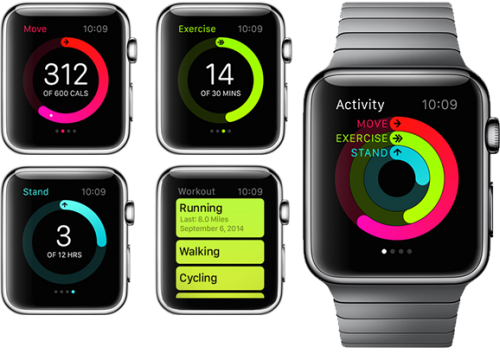 Move 10:09
312
OF 600 CALS
Exercise 10:09
14
OF 30 MINS
Activity 10:09
MOVE
EXERCISE
STAND
Stand 10:09
3
OF 12 HRS
Workout 10:09
Running
Last: 8.0 Miles
September 6, 2014
Walking
Cycling